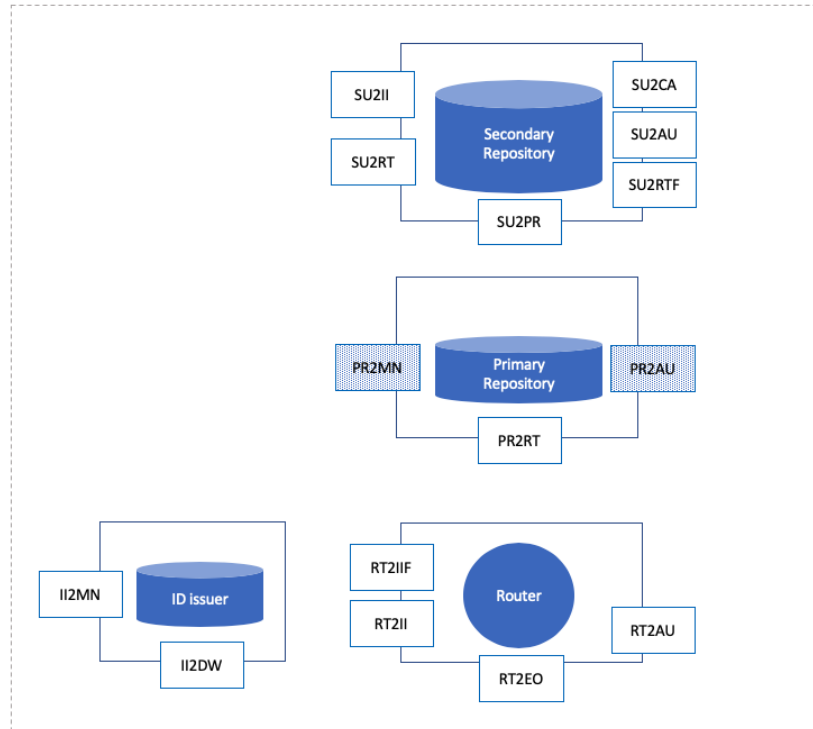 SU2II
SU2CA
Secondary
Repository
SU2AU
SU2RT
SU2RTF
SU2PR
PR2MN
Primary
Repository
PR2AU
PR2RT
II2MN
ID issuer
II2DW
RT2IIF
RT2II
Router
RT2AU
RT2EO